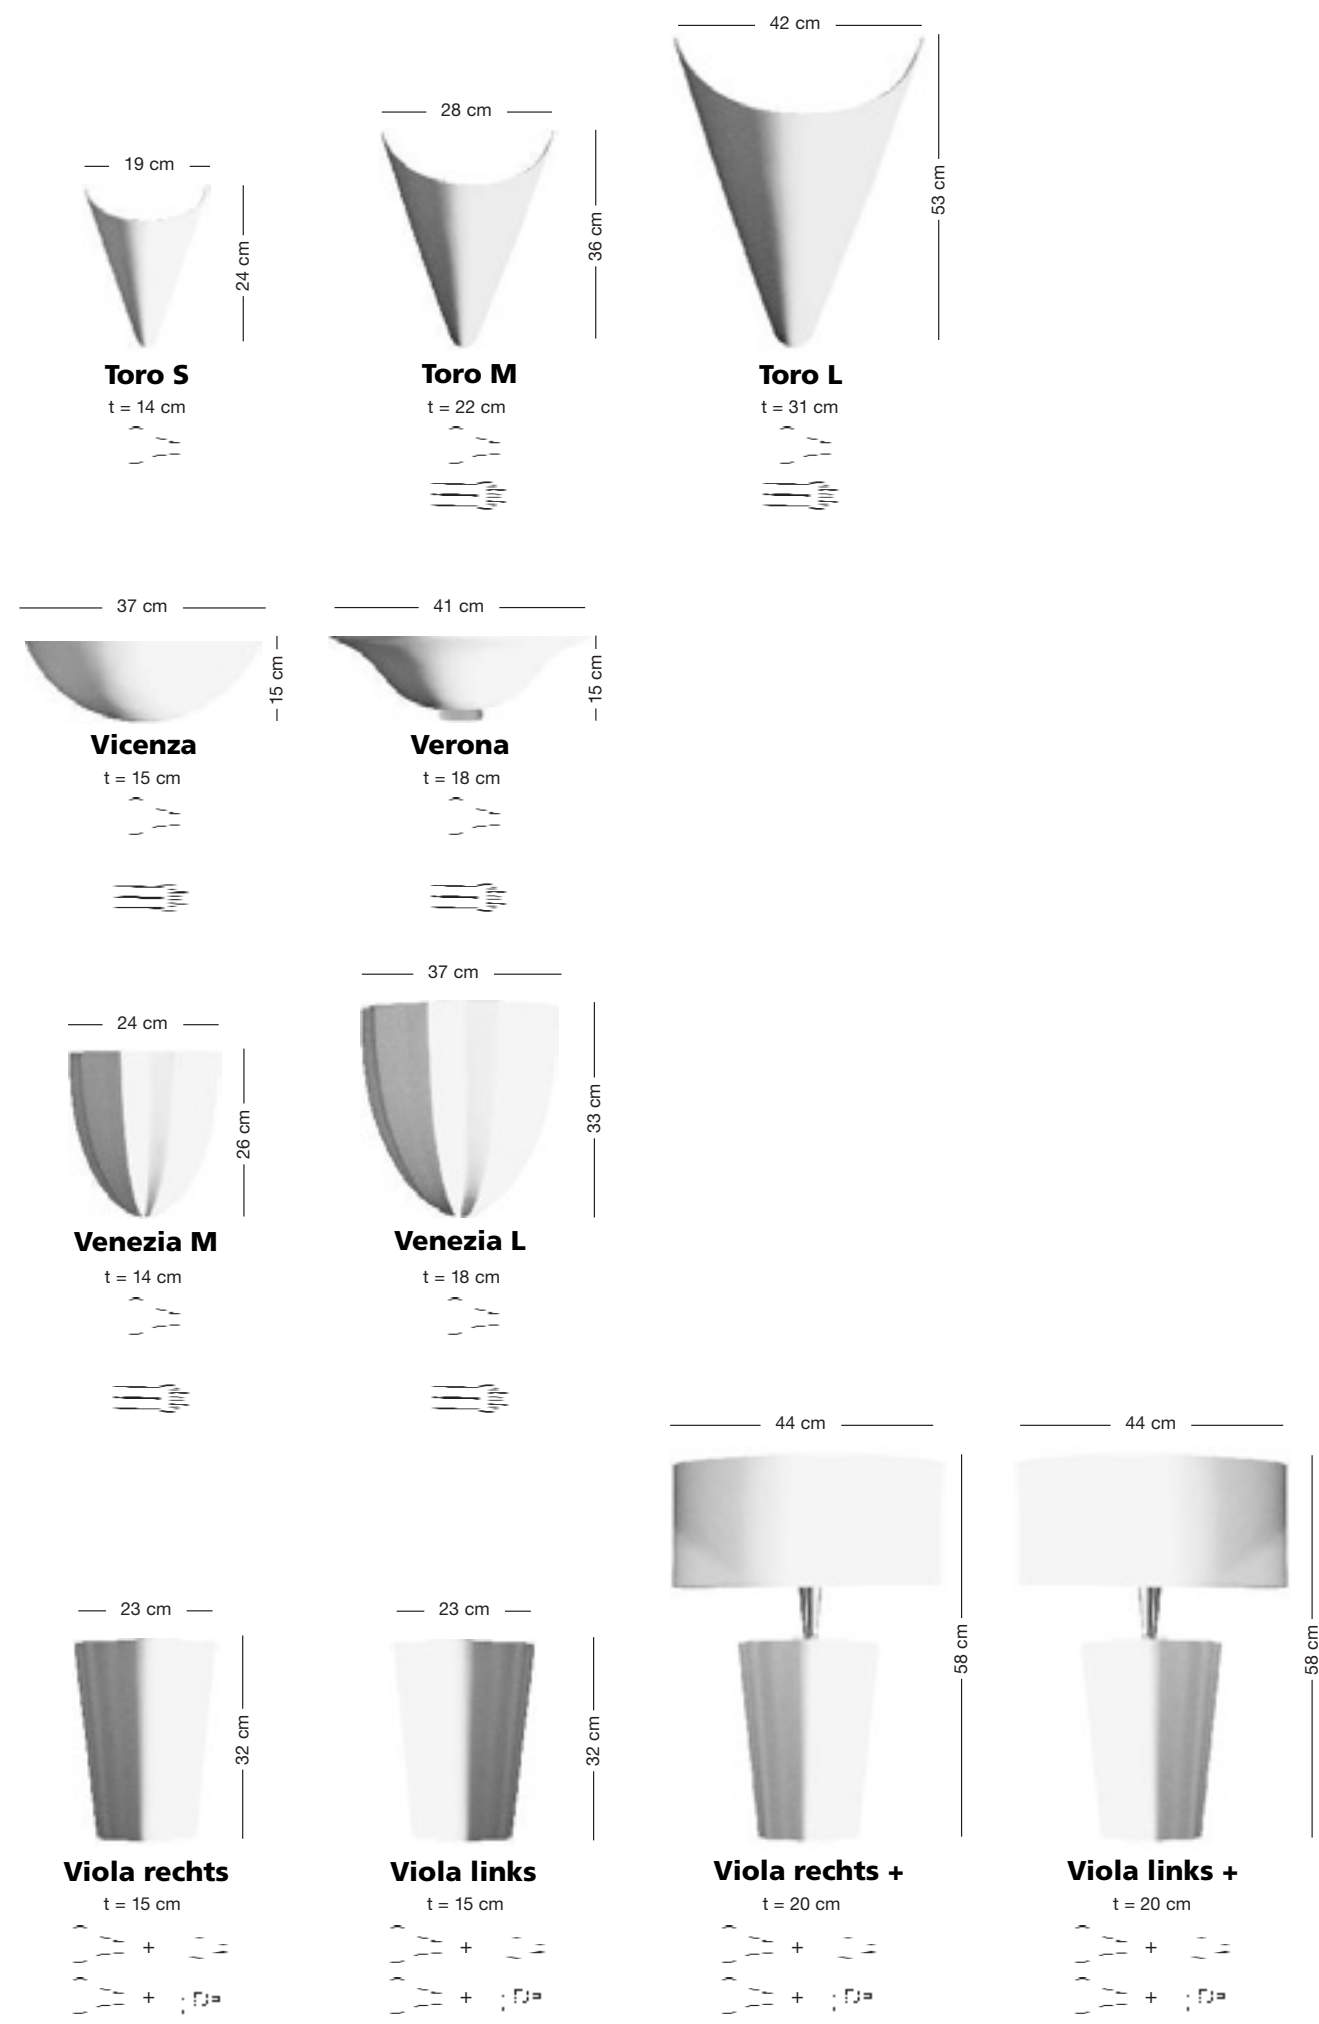 42 cm
28 cm
19 cm
53 cm
36 cm
24 cm
Toro S
Toro M
Toro L
t = 14 cm
t = 22 cm
t = 31 cm
37 cm
41 cm
15 cm
15 cm
Vicenza
Verona
t = 15 cm
t = 18 cm
37 cm
24 cm
33 cm
26 cm
Venezia M
Venezia L
t = 14 cm
t = 18 cm
44 cm
44 cm
23 cm
23 cm
58 cm
58 cm
32 cm
32 cm
Viola rechts
Viola links
Viola rechts +
Viola links +
t = 15 cm
t = 15 cm
t = 20 cm
t = 20 cm
+
+
+
+
+
+
+
+